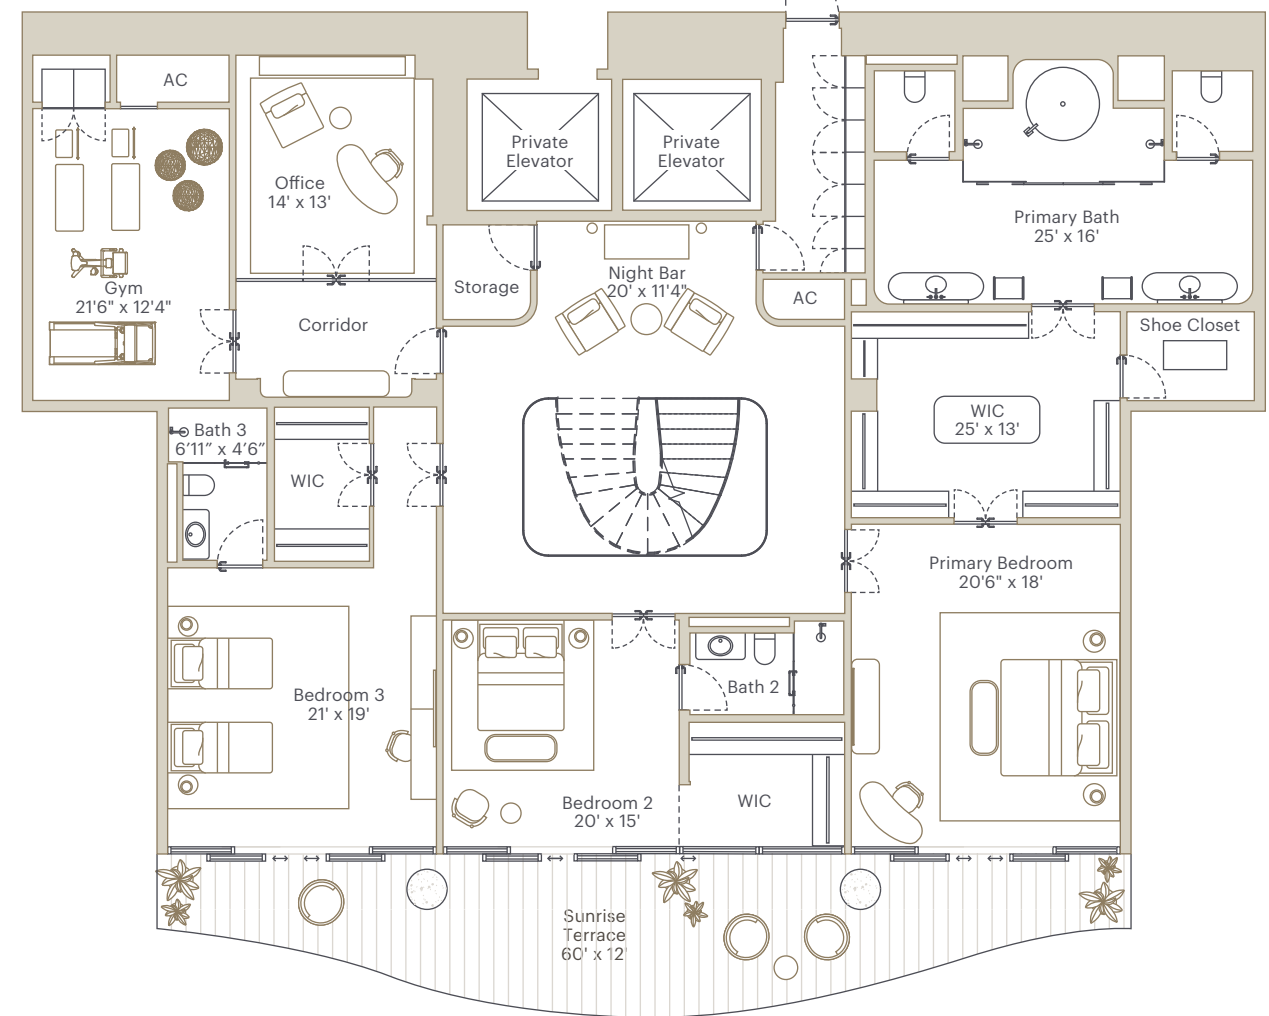 AC
Private
Elevator
Private
Elevator
Office
14' x 13'
Primary Bath
25' x 16'
Gym
21'6" x 12'4"
Storage
Night Bar
20' x 11'4"
AC
Corridor
Shoe Closet
WIC
25' x 13'
Bath 3
6’11” x 4’6”
WIC
Primary Bedroom
20'6" x 18'
Bedroom 3
21' x 19'
Bath 2
Bedroom 2
20' x 15'
WIC
Sunrise
Terrace
60' x 12'